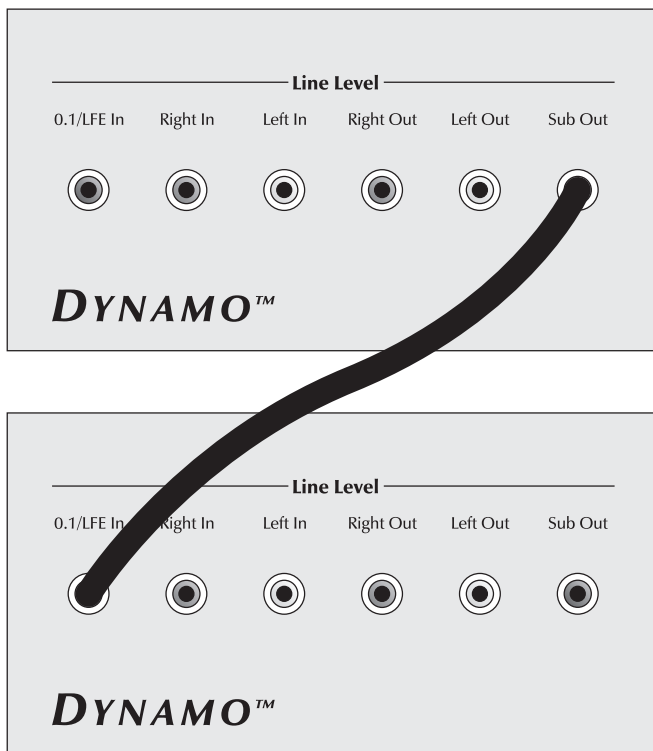 Line Level
0.1/LFE In Right In Left In Right Out Left Out Sub Out
DYNAMO™
Line Level
0.1/LFE In Right In Left In Right Out Left Out Sub Out
DYNAMO™